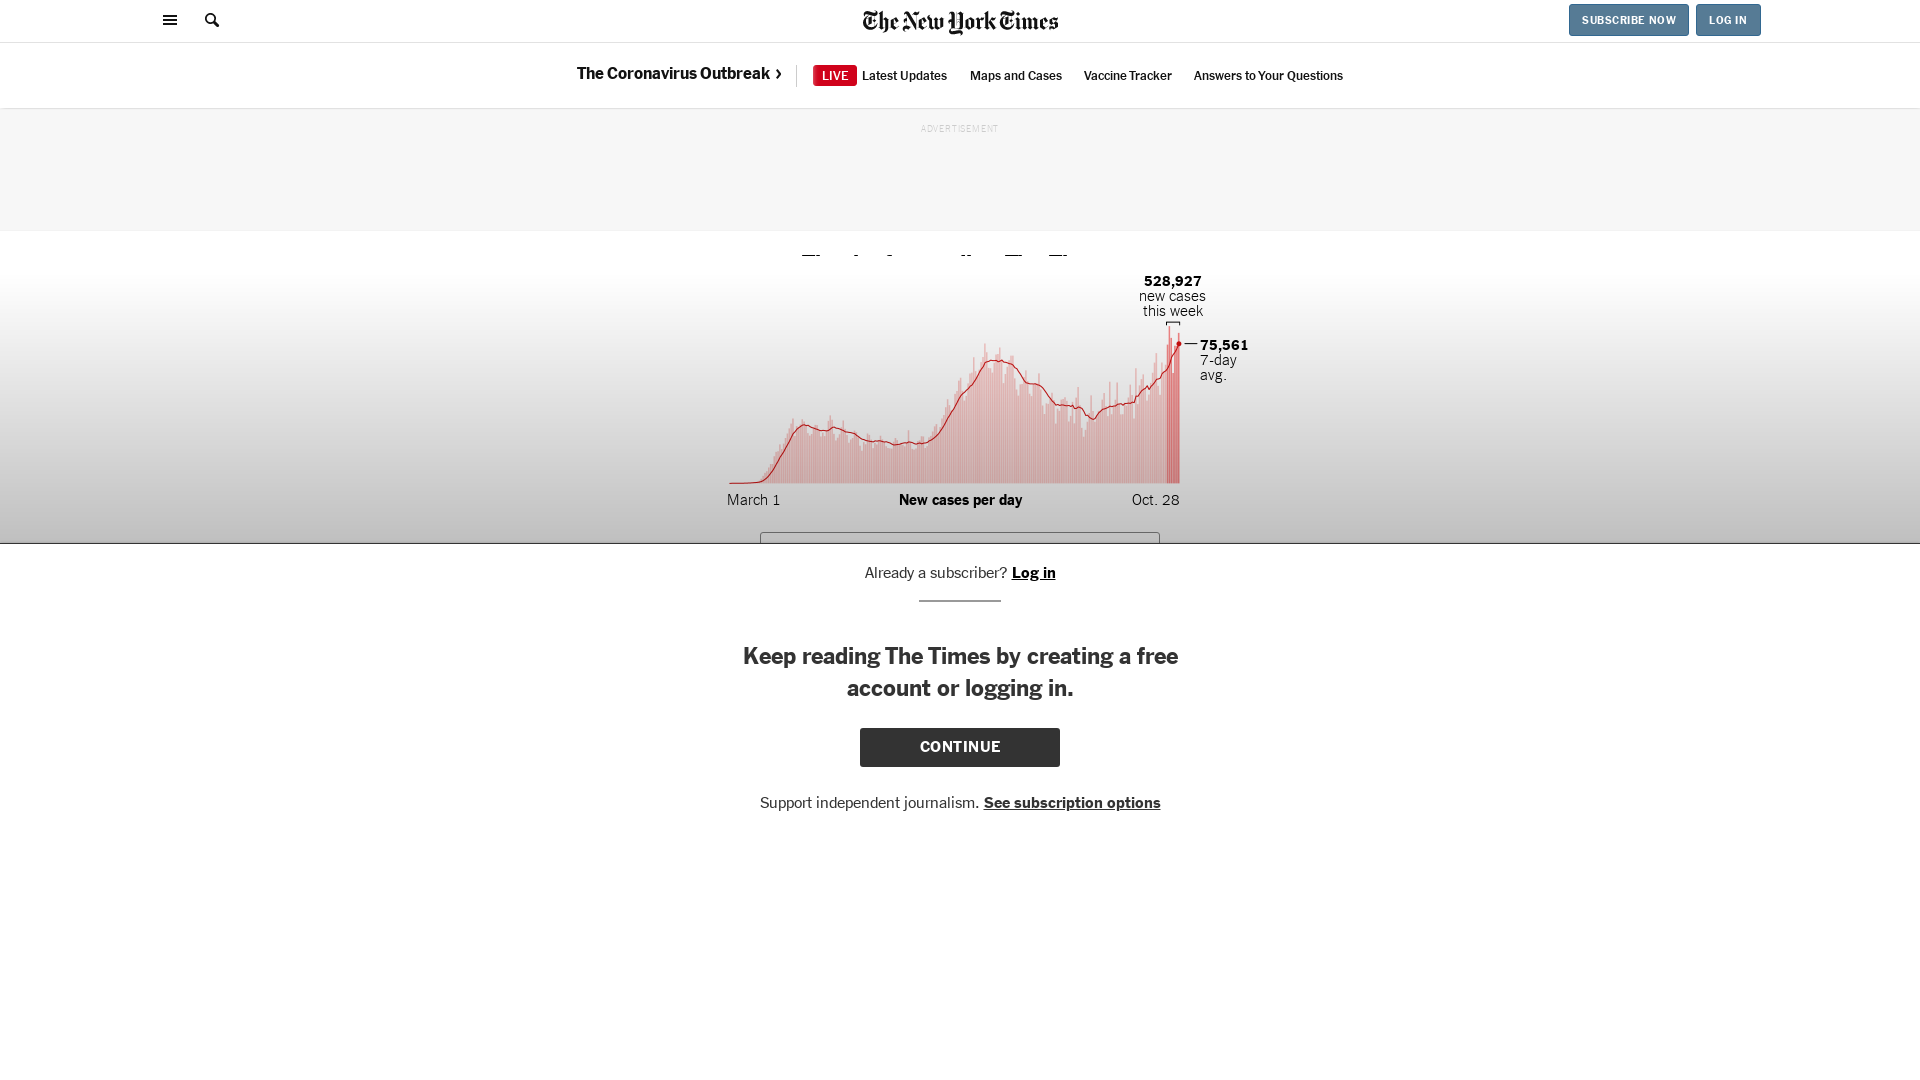 The New York Times
SUBSCRIBE NOW
LOG IN
The Coronavirus Outbreak ›
LIVE Latest Updates
Maps and Cases
Vaccine Tracker
Answers to Your Questions
ADVERTISEMENT
528,927
new cases
this week
75,561
7-day
avg.
March 1
New cases per day
Oct. 28
Already a subscriber? Log in
Keep reading The Times by creating a free
account or logging in.
CONTINUE
Support independent journalism. See subscription options